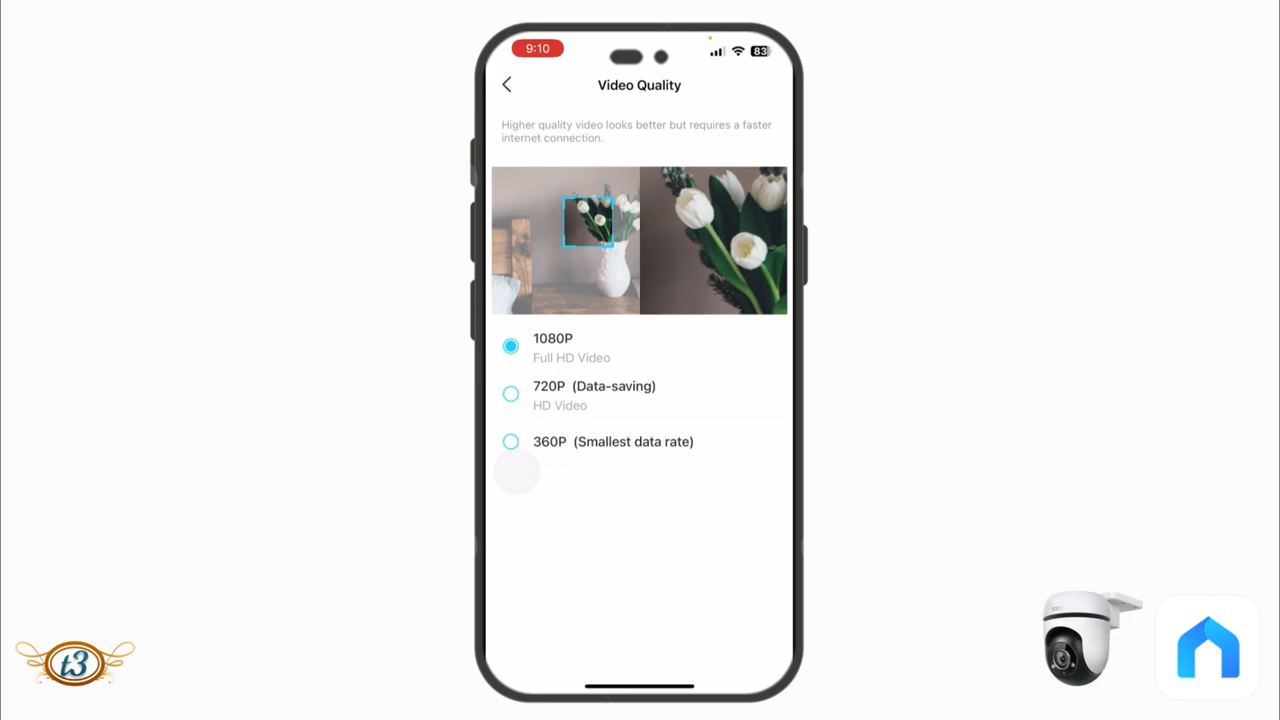 9:10
83
Video Quality
Higher quality video looks better but requires a faster
internet connection.
1080P
Full HD Video
720P (Data-saving)
HD Video
360P (Smallest data rate)
tapo
t3